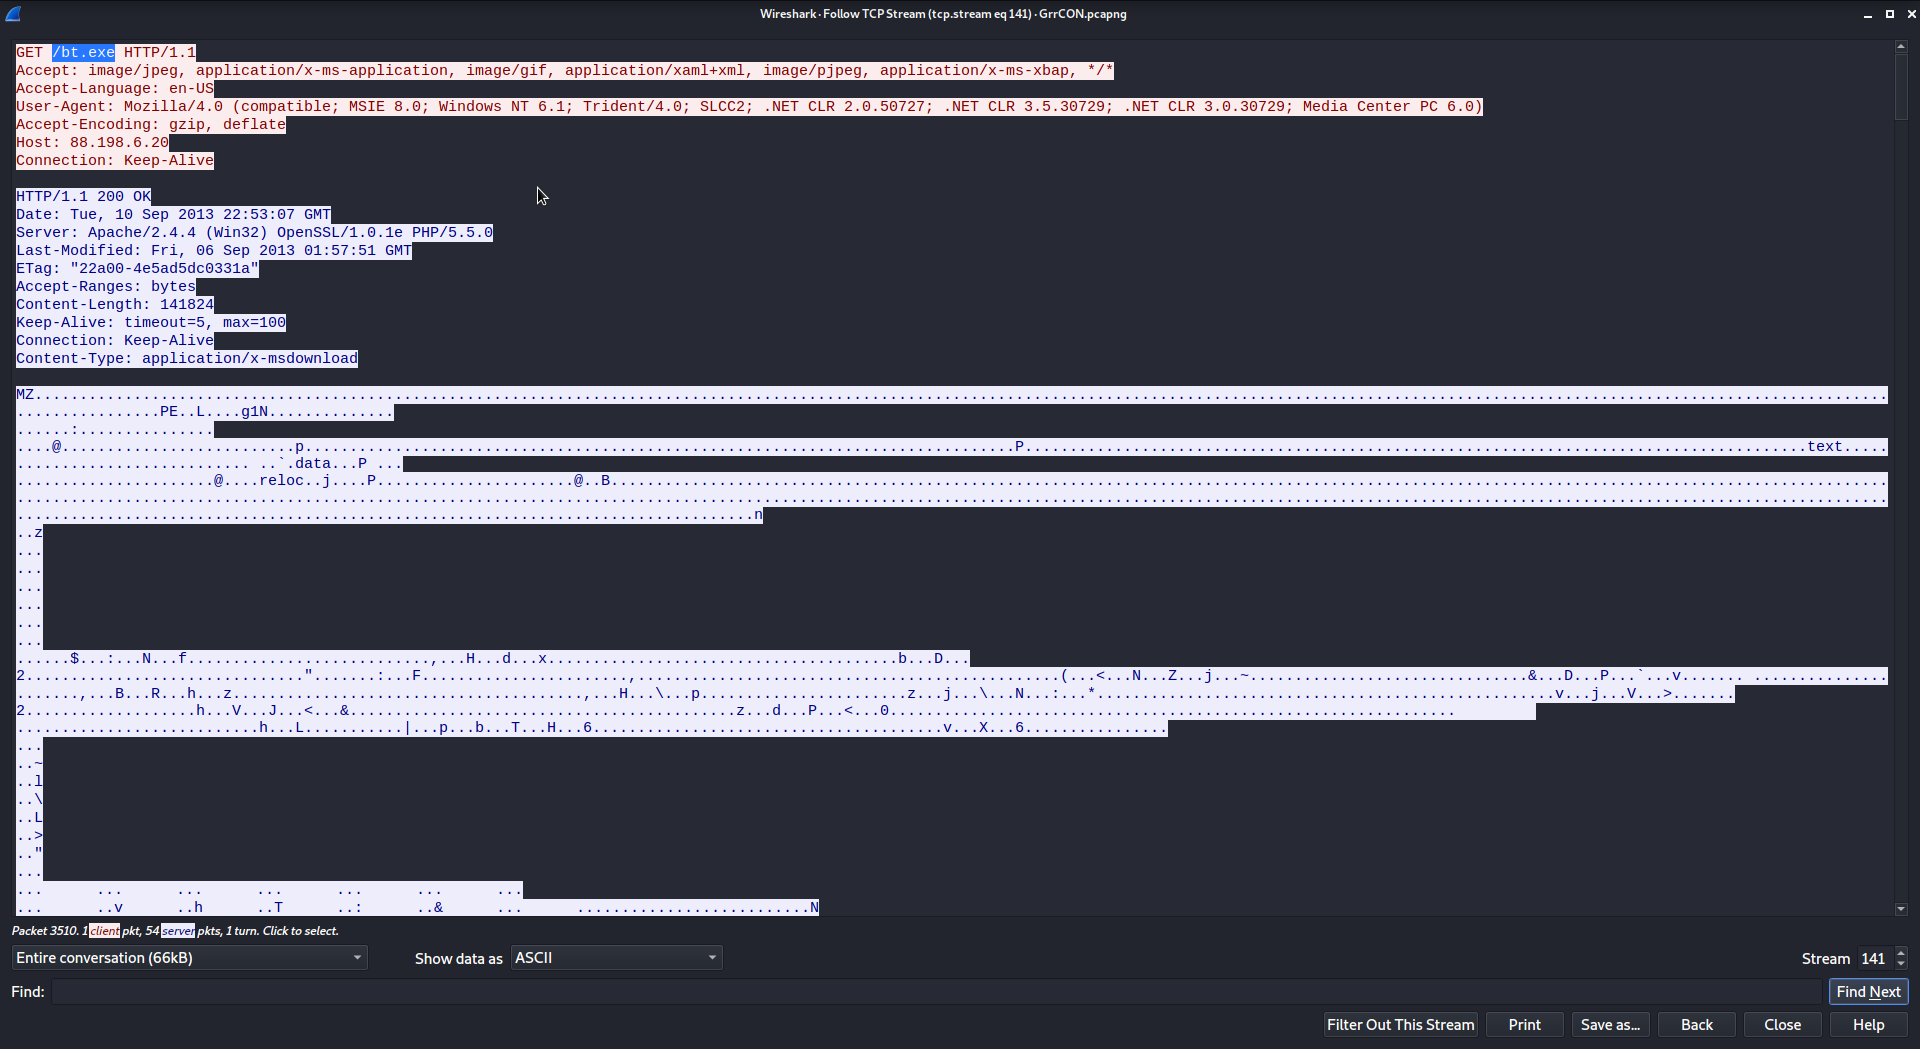 Wireshark · Follow TCP Stream (tcp.stream eq 141) · GrrCON.pcapng
GET /bt.exe HTTP/1.1
Accept: image/jpeg, application/x-ms-application, image/gif, application/xaml+xml, image/pjpeg, application/x-ms-xbap, */*
Accept-Language: en-US
User-Agent: Mozilla/4.0 (compatible; MSIE 8.0; Windows NT 6.1; Trident/4.0; SLCC2; .NET CLR 2.0.50727; .NET CLR 3.5.30729; .NET CLR 3.0.30729; Media Center PC 6.0)
Accept-Encoding: gzip, deflate
Host: 88.198.6.20
Connection: Keep-Alive
HTTP/1.1 200 OK
Date: Tue, 10 Sep 2013 22:53:07 GMT
Server: Apache/2.4.4 (Win32) OpenSSL/1.0.1e PHP/5.5.0
Last-Modified: Fri, 06 Sep 2013 01:57:51 GMT
ETag: "22a00-4e5ad5dc0331a"
Accept-Ranges: bytes
Content-Length: 141824
Keep-Alive: timeout=5, max=100
Connection: Keep-Alive
Content-Type: application/x-msdownload
MZ....
................PE..L....g1N..............
......:...............
....@..........................p....P....text.....
.......................... ..`.data...P ...
......................@....reloc..j....P......................@..B....
....
....n
..z
...
...
...
...
...
...
......$...:...N...f...........................,...H...d...x.......................................b...D...
2...............................".......:...F.......................,....(...<...N...Z...j...~...............................&...D...P...`...v....... ...............
.......,...B...R...h...z.......................................,...H...\...p.......................z...j...\...N...:...*....v...j...V...>.......
2...................h...V...J...<...&....z...d...P...<...0....
...........................h...L...........|...p...b...T...H...6.......................................v...X...6................
...
..~
..l
..\
..L
..>
.."
...
... ... ... ... ... ... ...
... ..v ..h ..T ..: ..& ... ..........................N
Packet 3510. 1 client pkt, 54 server pkts, 1 turn. Click to select.
Entire conversation (66kB) Show data as ASCII Stream 141
Find: Find Next
Filter Out This Stream Print Save as... Back Close Help